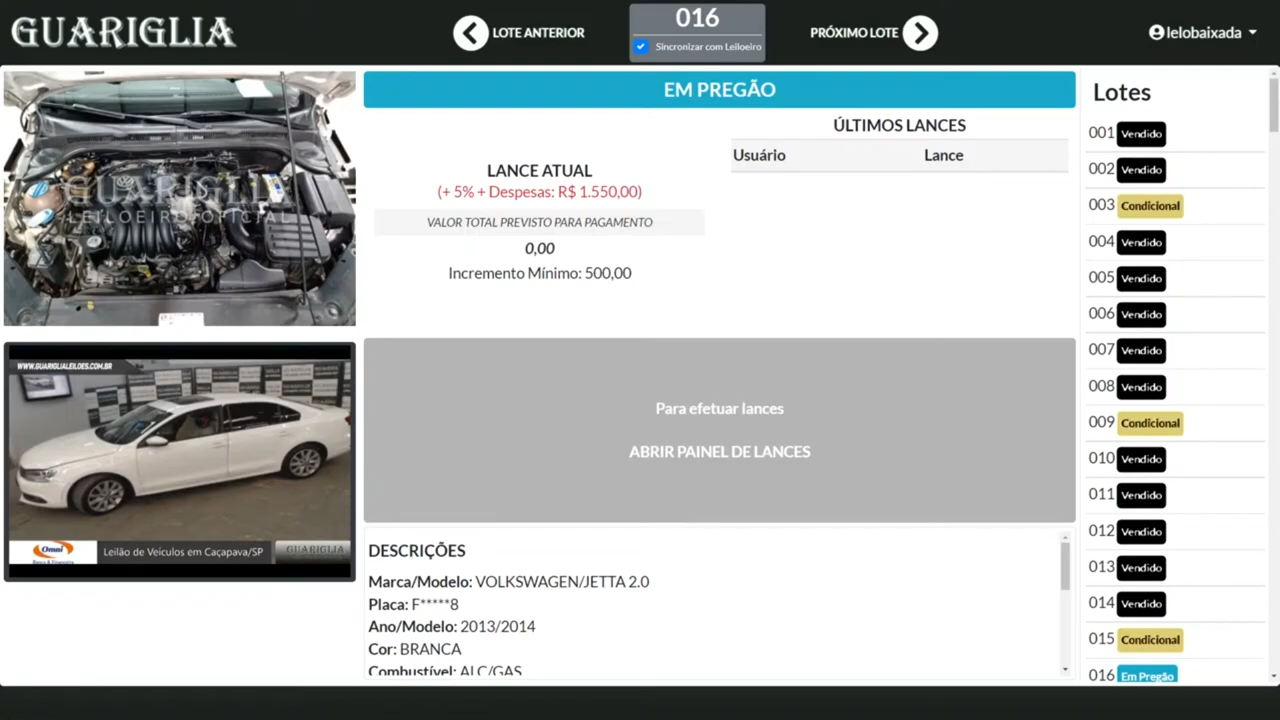 GUARIGLIA
LOTE ANTERIOR
016
Sincronizar com Leiloeiro
PRÓXIMO LOTE
lelobaixada
GUARIGLIA
LEILOEIRO OFICIAL
EM PREGÃO
LANCE ATUAL
(+ 5% + Despesas: R$ 1.550,00)
VALOR TOTAL PREVISTO PARA PAGAMENTO
0,00
Incremento Mínimo: 500,00
ÚLTIMOS LANCES
Usuário Lance
WWW.GUARIGLIALEILOES.COM.BR
Omni
Leilão de Veículos em Caçapava/SP
GUARIGLIA
Para efetuar lances
ABRIR PAINEL DE LANCES
DESCRIÇÕES
Marca/Modelo: VOLKSWAGEN/JETTA 2.0
Placa: F*****8
Ano/Modelo: 2013/2014
Cor: BRANCA
Combustível: ALC/GAS
Lotes
001 Vendido
002 Vendido
003 Condicional
004 Vendido
005 Vendido
006 Vendido
007 Vendido
008 Vendido
009 Condicional
010 Vendido
011 Vendido
012 Vendido
013 Vendido
014 Vendido
015 Condicional
016 Em Pregão